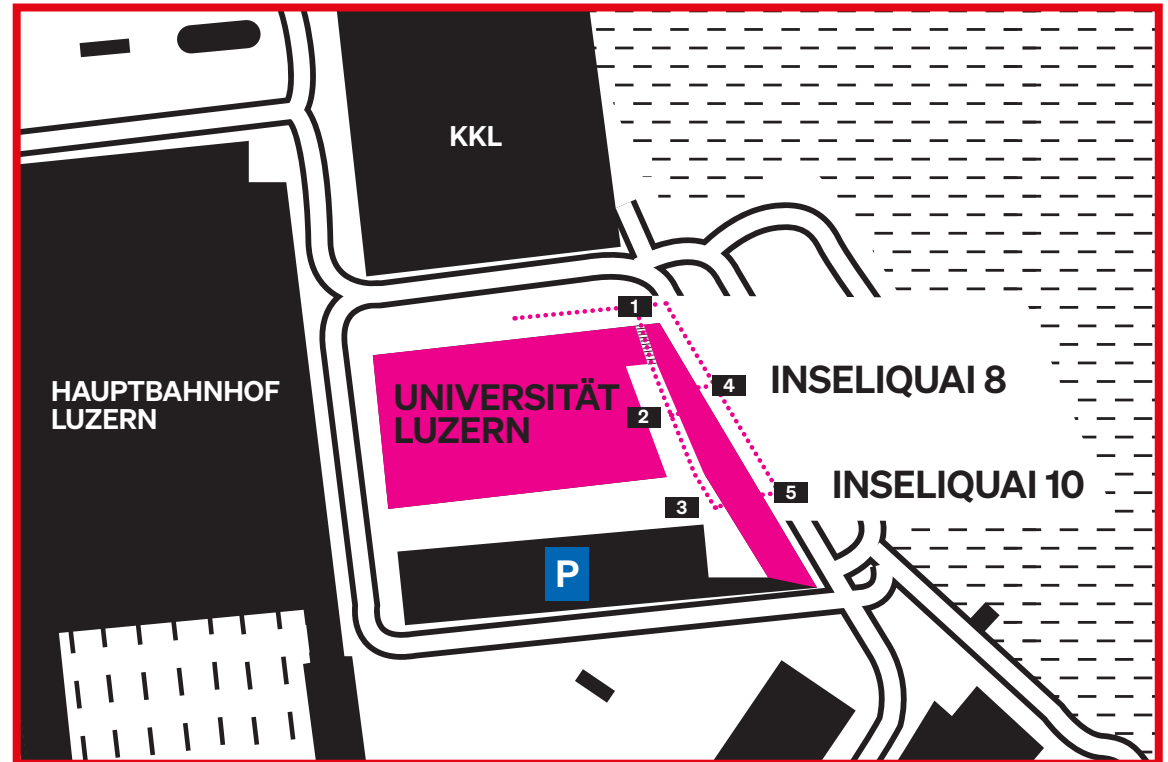 KKL
1
HAUPTBAHNHOF
LUZERN
UNIVERSITÄT
LUZERN
2
4
INSELIQUAI 8
3
5
INSELIQUAI 10
P